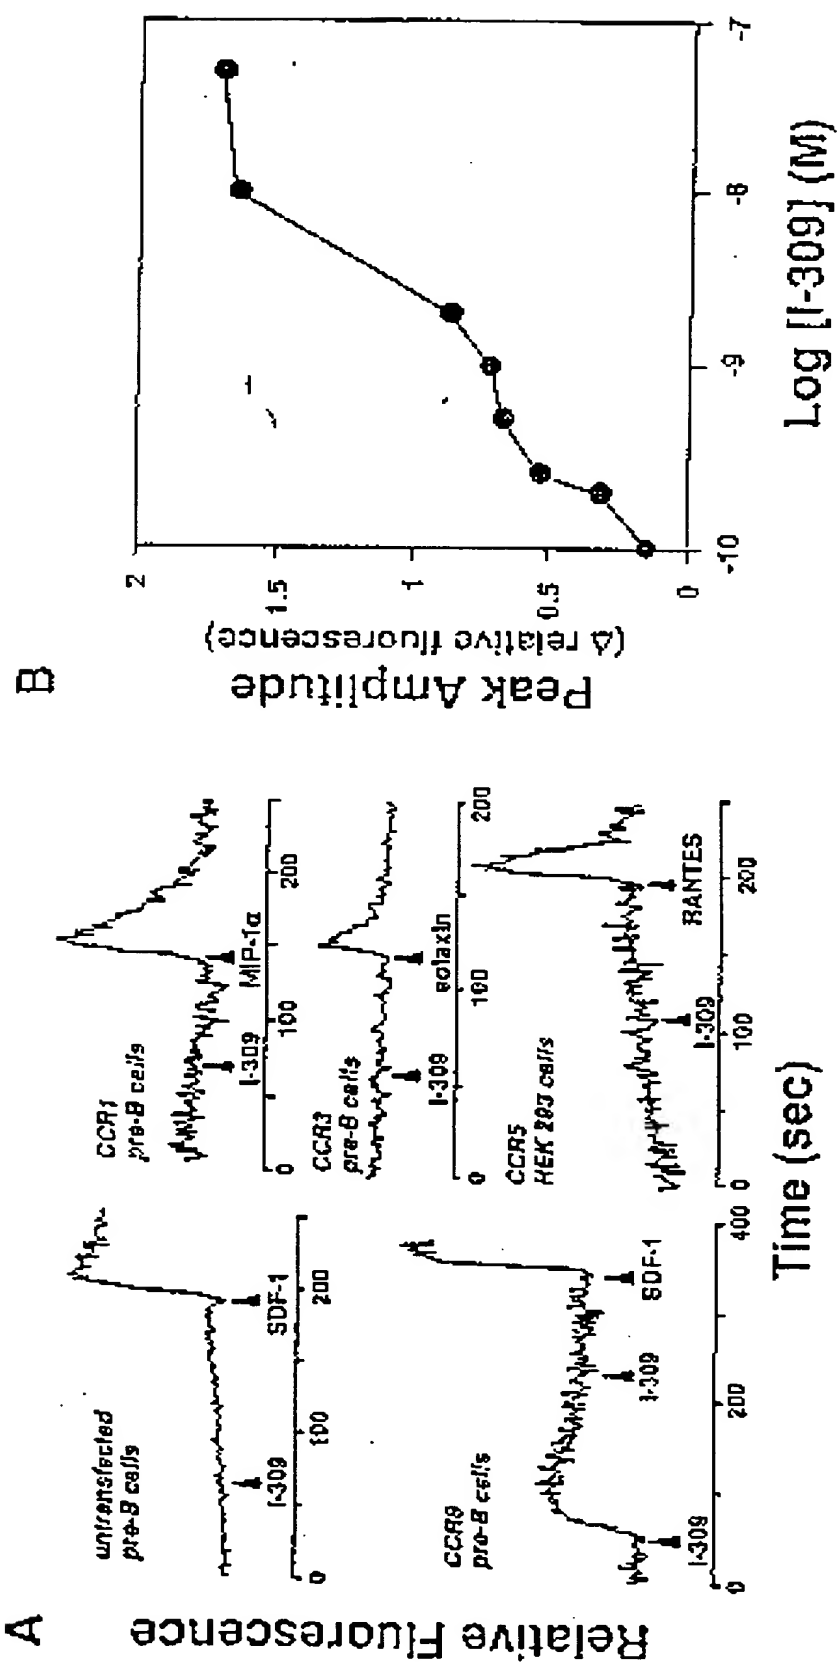 A
Relative Fluorescence
untransfected
pre-B cells
I-309
SDF-1
0
100
200
CCR1
pre-B cells
I-309
MIP-1α
0
100
200
CCR3
pre-B cells
I-309
eotaxin
0
100
200
CCR8
pre-B cells
I-309
I-309
SDF-1
0
200
400
CCR5
HEK 293 cells
I-309
RANTES
0
100
200
Time (sec)
B
Peak Amplitude
(Δ relative fluorescence)
2
1.5
1
0.5
0
-10
-9
-8
-7
Log [I-309] (M)